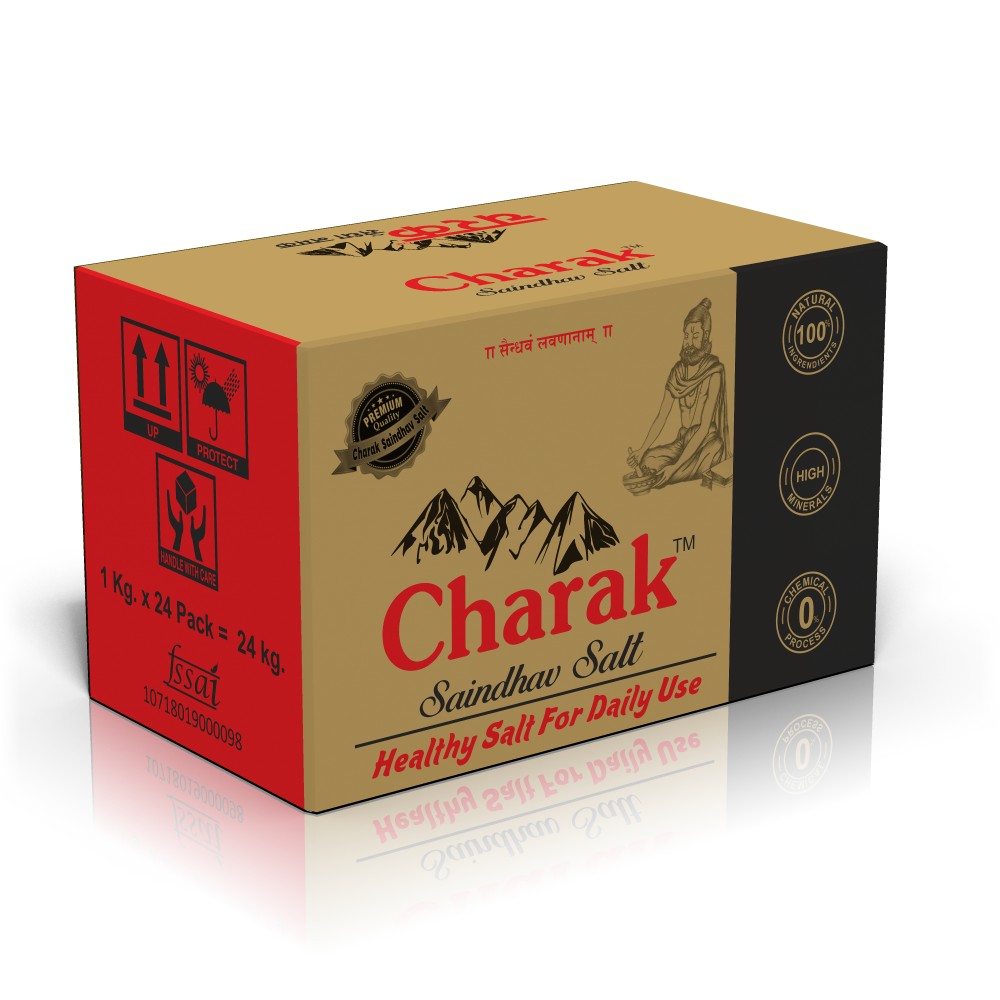 चरक
Charak™
Saindhav Salt
UP
PROTECT
HANDLE WITH CARE
1 Kg. x 24 Pack = 24 kg.
fssai
10718019000098
॥ सैन्धवं लवणानाम् ॥
PREMIUM
Quality
Charak Saindhav Salt
Charak™
Saindhav Salt
Healthy Salt For Daily Use
NATURAL
100%
INGRENDIENTS
HIGH
MINERALS
CHEMICAL
0%
PROCESS